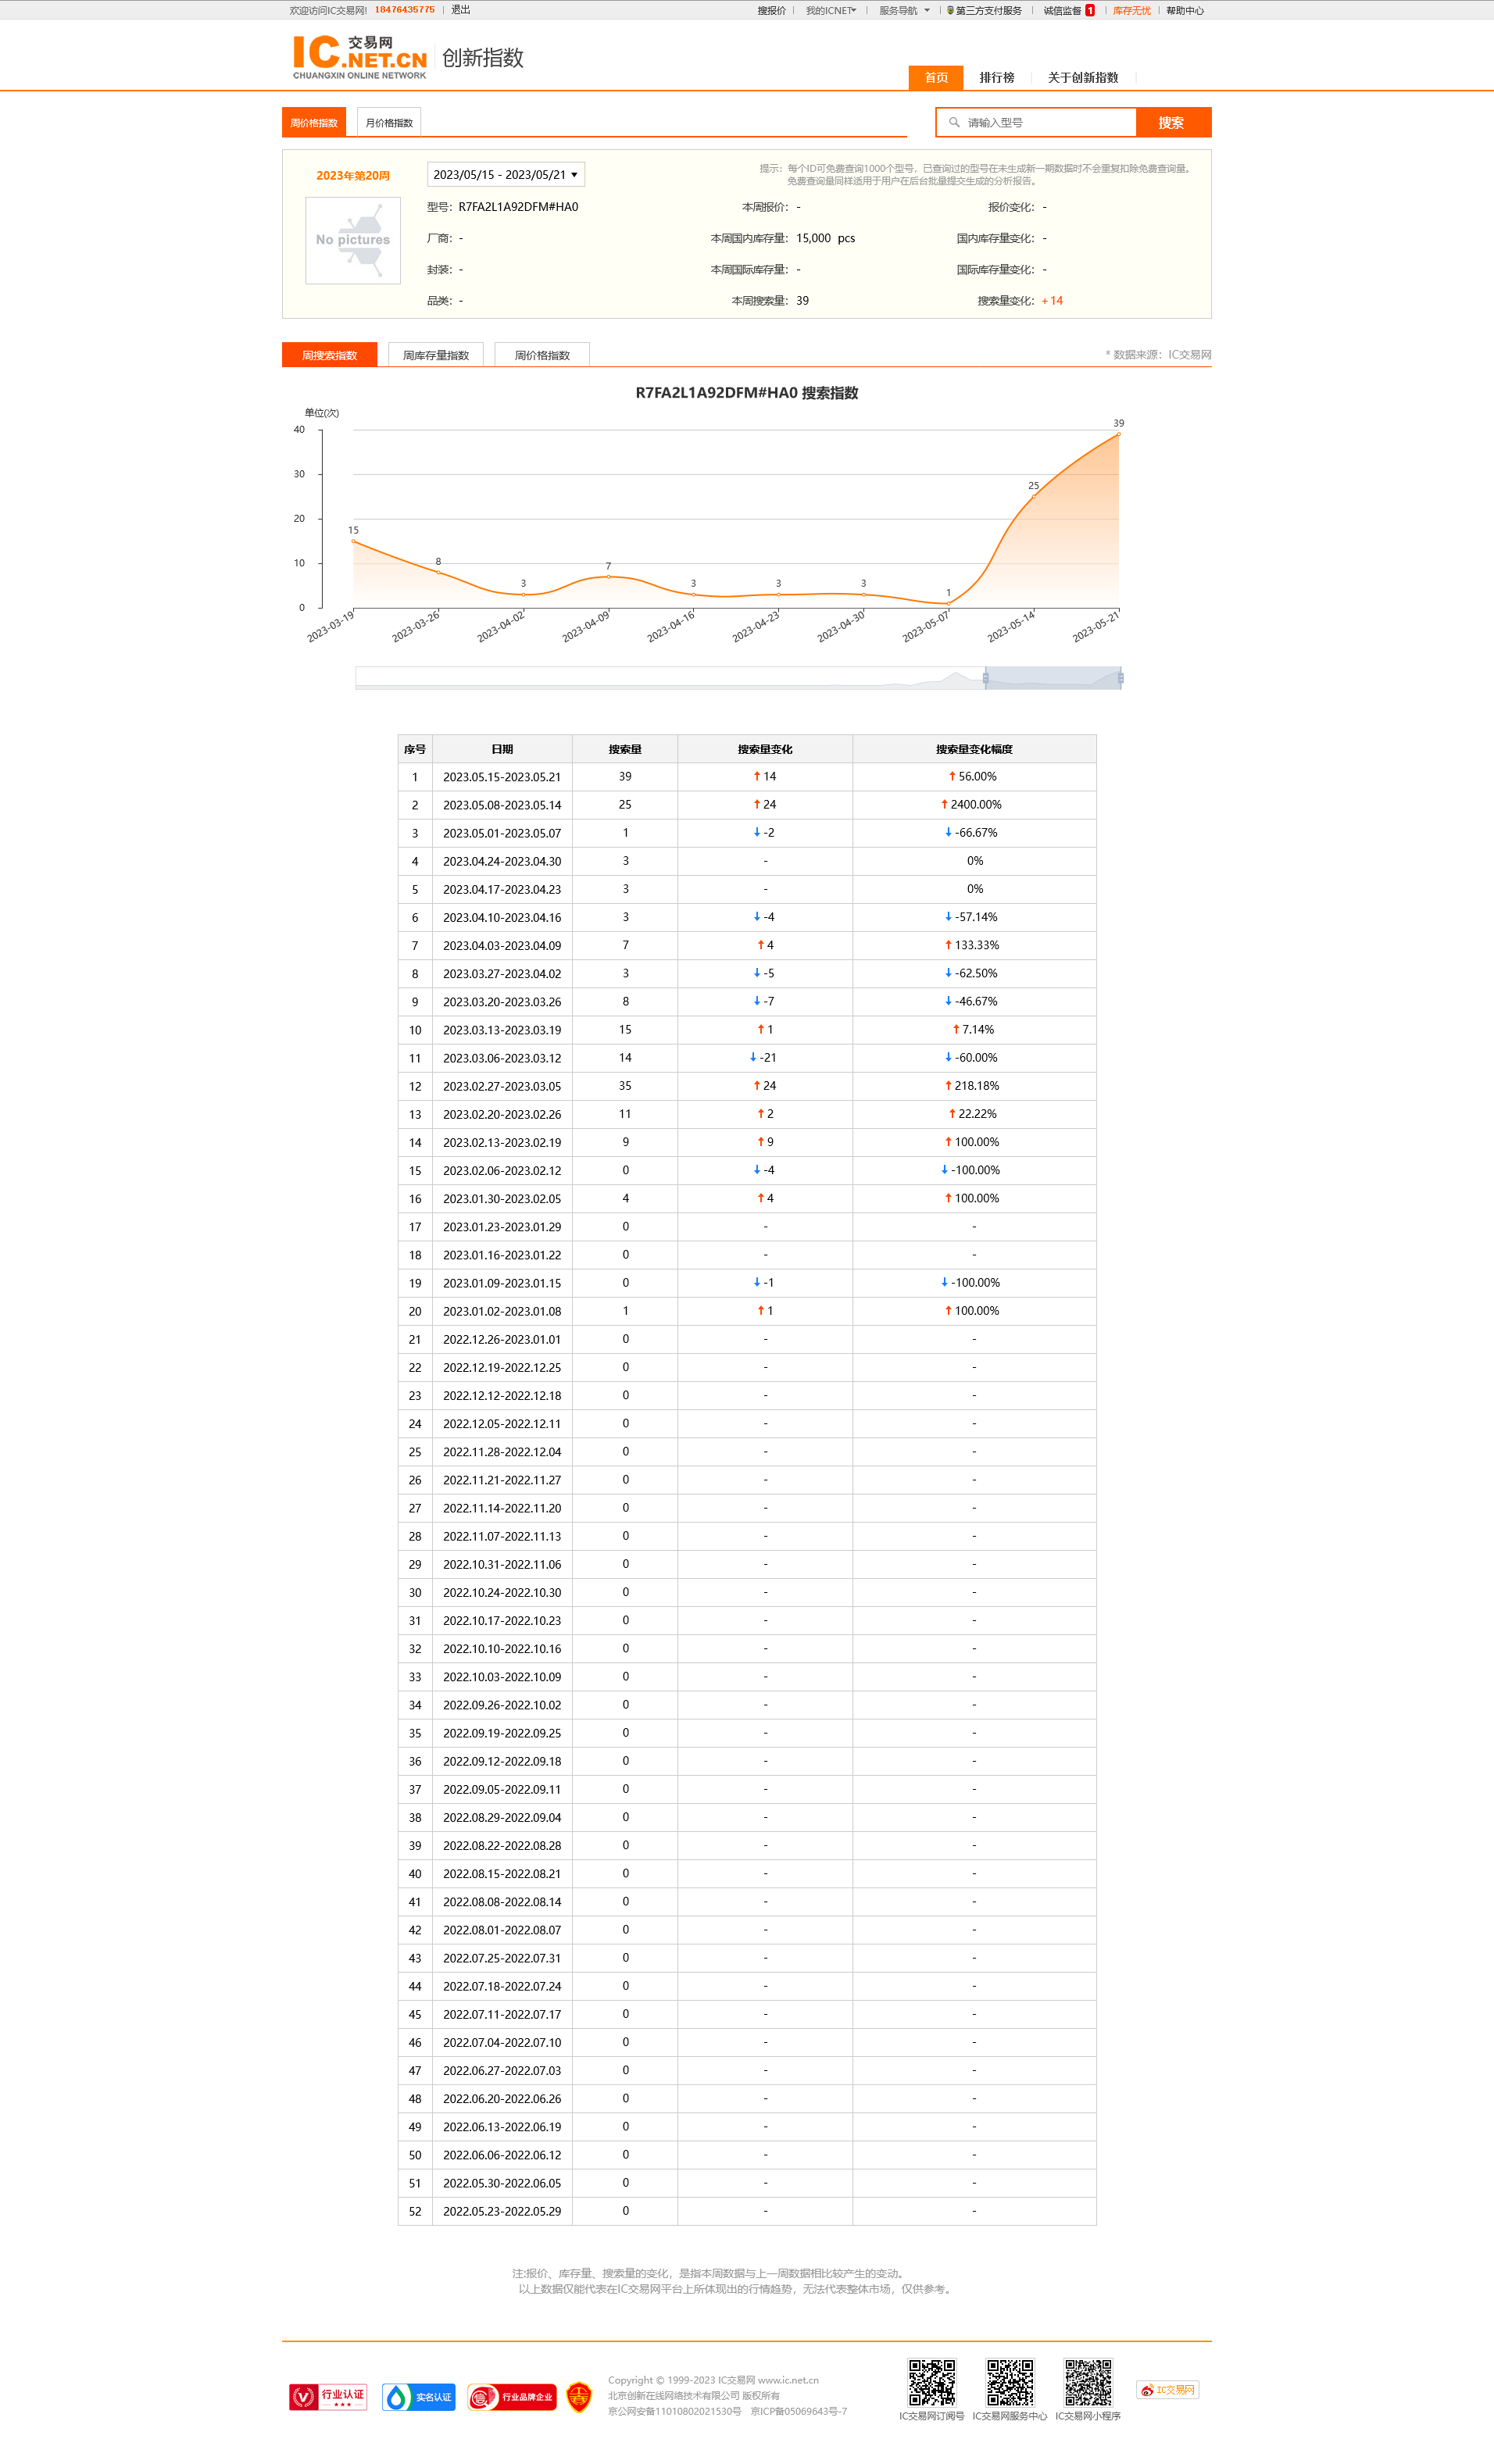 欢迎访问IC交易网! 18476435775 | 退出 搜报价 | 我的ICNET | 服务导航 | 第三方支付服务 | 诚信监督 1 | 库存无忧 | 帮助中心
IC 交易网
.NET.CN
CHUANGXIN ONLINE NETWORK
创新指数
首页 排行榜 关于创新指数
周价格指数 月价格指数 请输入型号 搜索
2023年第20周 2023/05/15 - 2023/05/21
提示：每个ID可免费查询1000个型号，已查询过的型号在未生成新一期数据时不会重复扣除免费查询量。
免费查询量同样适用于用户在后台批量提交生成的分析报告。
No pictures
型号：R7FA2L1A92DFM#HA0 本周报价：- 报价变化：-
厂商：- 本周国内库存量：15,000 pcs 国内库存量变化：-
封装：- 本周国际库存量：- 国际库存量变化：-
品类：- 本周搜索量：39 搜索量变化：+14
周搜索指数 周库存量指数 周价格指数 * 数据来源：IC交易网
R7FA2L1A92DFM#HA0 搜索指数
单位(次)
40
30
20
10
0
15 8 3 7 3 3 3 1 25 39
2023-03-19 2023-03-26 2023-04-02 2023-04-09 2023-04-16 2023-04-23 2023-04-30 2023-05-07 2023-05-14 2023-05-21
序号 日期 搜索量 搜索量变化 搜索量变化幅度
1 2023.05.15-2023.05.21 39 ↑ 14 ↑ 56.00%
2 2023.05.08-2023.05.14 25 ↑ 24 ↑ 2400.00%
3 2023.05.01-2023.05.07 1 ↓ -2 ↓ -66.67%
4 2023.04.24-2023.04.30 3 - 0%
5 2023.04.17-2023.04.23 3 - 0%
6 2023.04.10-2023.04.16 3 ↓ -4 ↓ -57.14%
7 2023.04.03-2023.04.09 7 ↑ 4 ↑ 133.33%
8 2023.03.27-2023.04.02 3 ↓ -5 ↓ -62.50%
9 2023.03.20-2023.03.26 8 ↓ -7 ↓ -46.67%
10 2023.03.13-2023.03.19 15 ↑ 1 ↑ 7.14%
11 2023.03.06-2023.03.12 14 ↓ -21 ↓ -60.00%
12 2023.02.27-2023.03.05 35 ↑ 24 ↑ 218.18%
13 2023.02.20-2023.02.26 11 ↑ 2 ↑ 22.22%
14 2023.02.13-2023.02.19 9 ↑ 9 ↑ 100.00%
15 2023.02.06-2023.02.12 0 ↓ -4 ↓ -100.00%
16 2023.01.30-2023.02.05 4 ↑ 4 ↑ 100.00%
17 2023.01.23-2023.01.29 0 - -
18 2023.01.16-2023.01.22 0 - -
19 2023.01.09-2023.01.15 0 ↓ -1 ↓ -100.00%
20 2023.01.02-2023.01.08 1 ↑ 1 ↑ 100.00%
21 2022.12.26-2023.01.01 0 - -
22 2022.12.19-2022.12.25 0 - -
23 2022.12.12-2022.12.18 0 - -
24 2022.12.05-2022.12.11 0 - -
25 2022.11.28-2022.12.04 0 - -
26 2022.11.21-2022.11.27 0 - -
27 2022.11.14-2022.11.20 0 - -
28 2022.11.07-2022.11.13 0 - -
29 2022.10.31-2022.11.06 0 - -
30 2022.10.24-2022.10.30 0 - -
31 2022.10.17-2022.10.23 0 - -
32 2022.10.10-2022.10.16 0 - -
33 2022.10.03-2022.10.09 0 - -
34 2022.09.26-2022.10.02 0 - -
35 2022.09.19-2022.09.25 0 - -
36 2022.09.12-2022.09.18 0 - -
37 2022.09.05-2022.09.11 0 - -
38 2022.08.29-2022.09.04 0 - -
39 2022.08.22-2022.08.28 0 - -
40 2022.08.15-2022.08.21 0 - -
41 2022.08.08-2022.08.14 0 - -
42 2022.08.01-2022.08.07 0 - -
43 2022.07.25-2022.07.31 0 - -
44 2022.07.18-2022.07.24 0 - -
45 2022.07.11-2022.07.17 0 - -
46 2022.07.04-2022.07.10 0 - -
47 2022.06.27-2022.07.03 0 - -
48 2022.06.20-2022.06.26 0 - -
49 2022.06.13-2022.06.19 0 - -
50 2022.06.06-2022.06.12 0 - -
51 2022.05.30-2022.06.05 0 - -
52 2022.05.23-2022.05.29 0 - -
注:报价、库存量、搜索量的变化，是指本周数据与上一周数据相比较产生的变动。
以上数据仅能代表在IC交易网平台上所体现出的行情趋势，无法代表整体市场，仅供参考。
行业认证 实名认证 行业品牌企业
Copyright © 1999-2023 IC交易网 www.ic.net.cn
北京创新在线网络技术有限公司 版权所有
京公网安备11010802021530号 京ICP备05069643号-7
IC交易网订阅号 IC交易网服务中心 IC交易网小程序
IC交易网